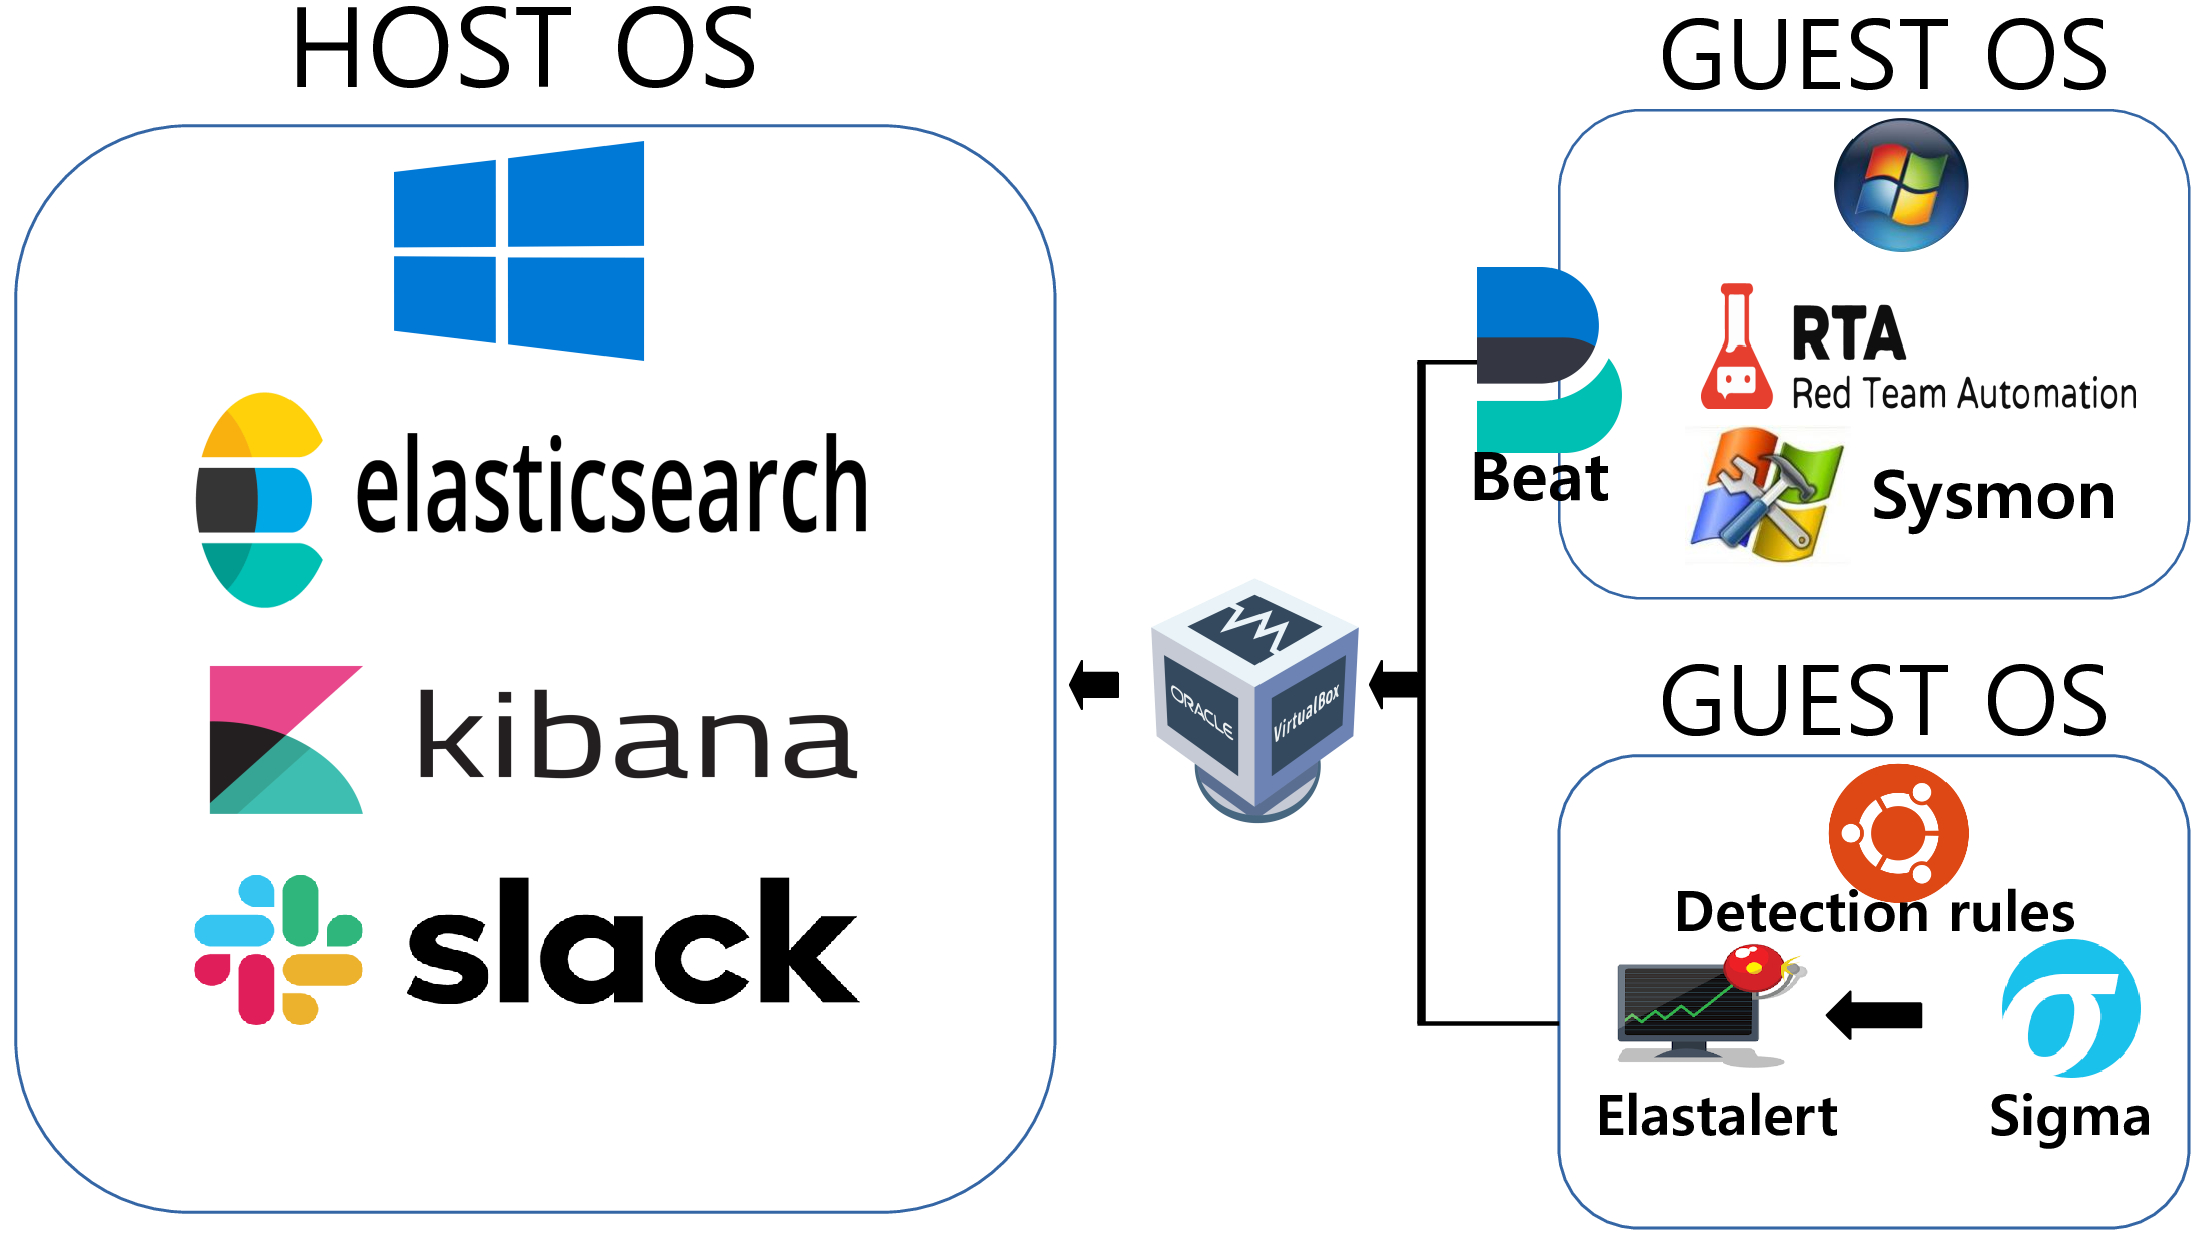 HOST OS
elasticsearch
kibana
slack
ORACLE
VirtualBox
GUEST OS
RTA
Red Team Automation
Beat
Sysmon
GUEST OS
Detection rules
Elastalert
Sigma